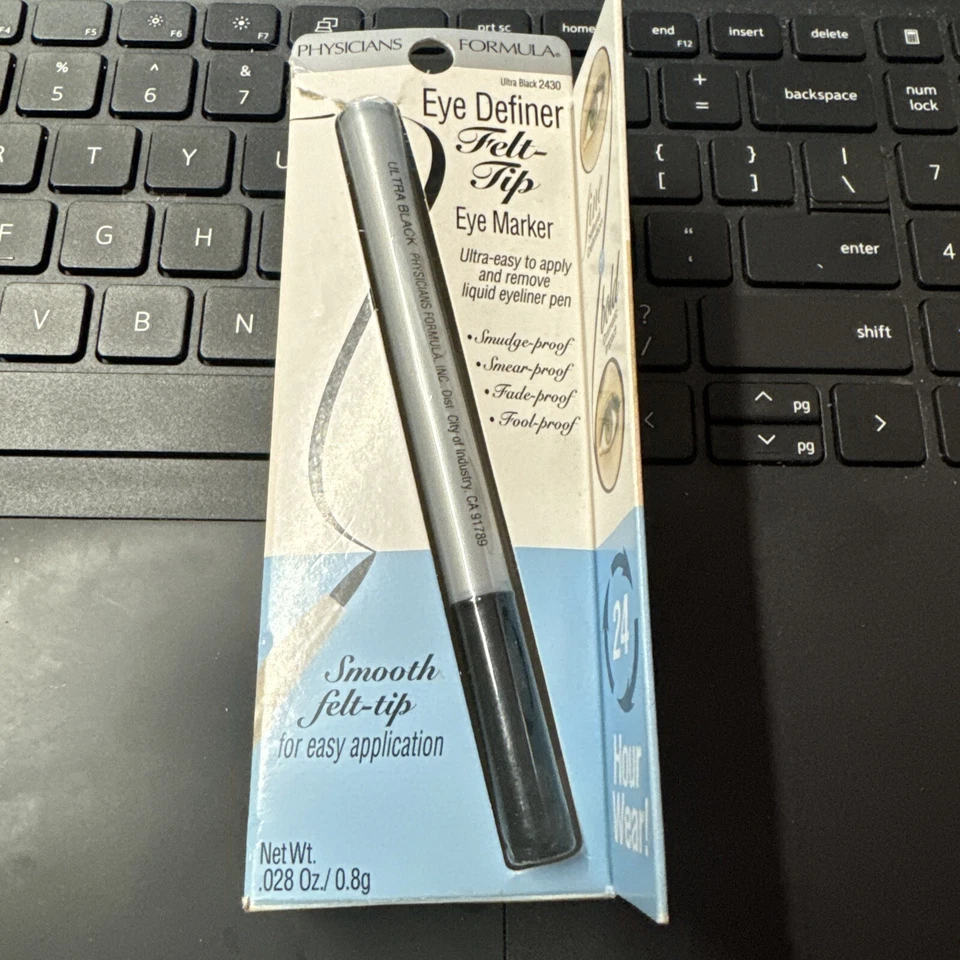 PHYSICIANS FORMULA®
Ultra Black 2430
Eye Definer
Felt-
Tip
Eye Marker
Ultra-easy to apply
and remove
liquid eyeliner pen
• Smudge-proof
• Smear-proof
• Fade-proof
• Fool-proof
ULTRA BLACK PHYSICIANS FORMULA, INC. Dist. City of Industry, CA 91789
Smooth
felt-tip
for easy application
Net Wt.
.028 Oz./ 0.8g
fine
bold
24
Hour
Wear!
F4 F5 F6 F7 prt sc home end F12 insert delete
% 5 ^ 6 & 7 + = backspace num lock
R T Y U { [ } ] | \ 7
F G H “ ‘ enter 4
V B N ? / shift
< ^ pg v pg >